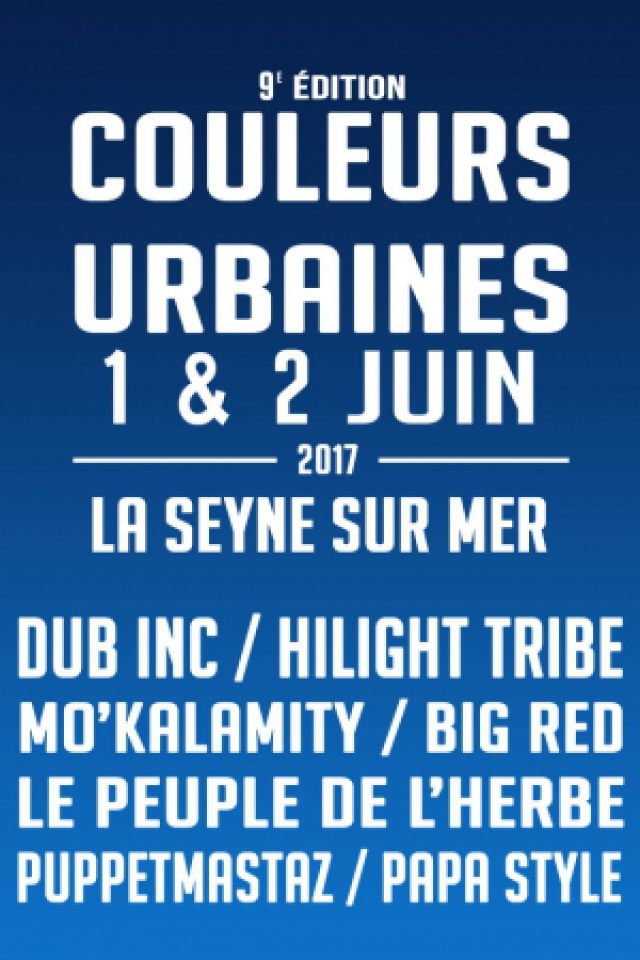 9E ÉDITION
COULEURS
URBAINES
1 & 2 JUIN
2017
LA SEYNE SUR MER
DUB INC / HILIGHT TRIBE
MO'KALAMITY / BIG RED
LE PEUPLE DE L'HERBE
PUPPETMASTAZ / PAPA STYLE